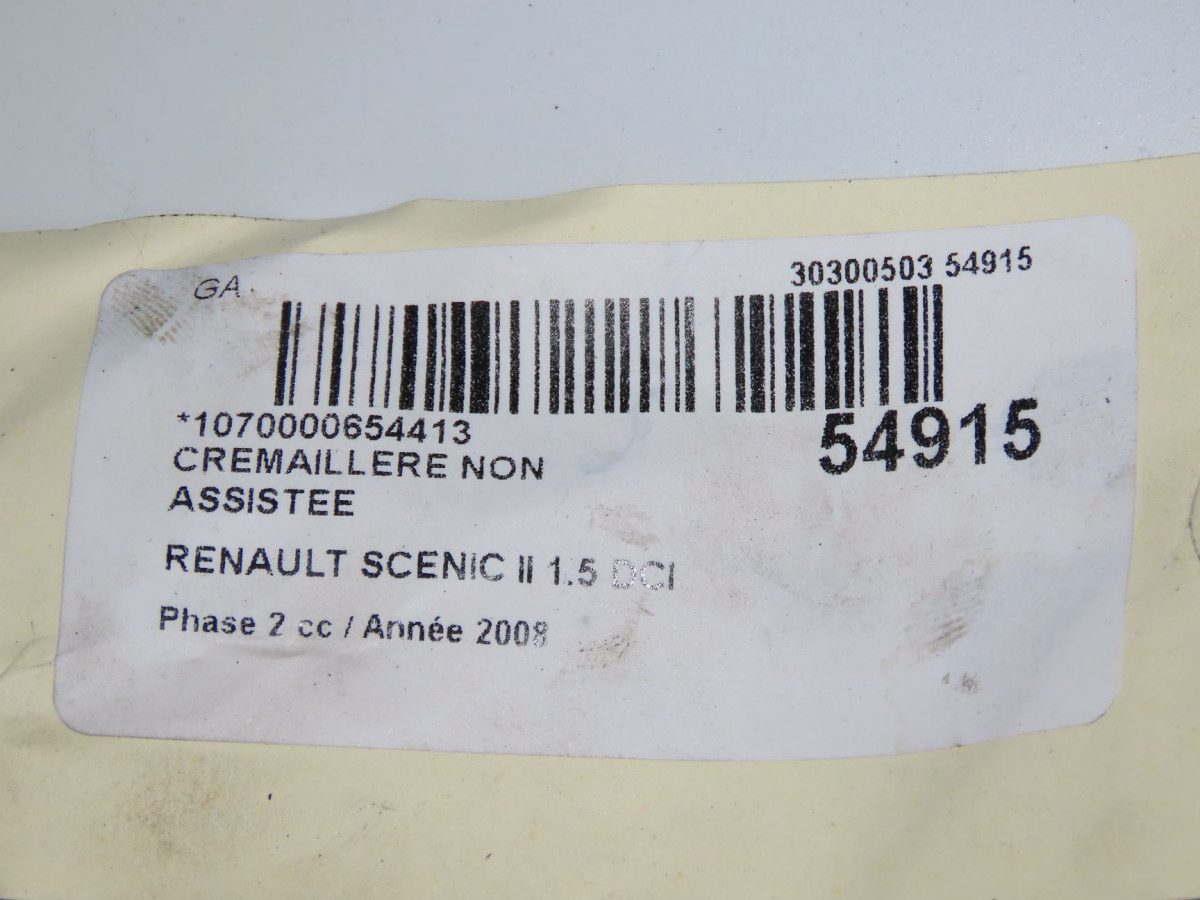 GA.
30300503 54915
*1070000654413
54915
CREMAILLERE NON
ASSISTEE
RENAULT SCENIC II 1.5 DCI
Phase 2 cc / Année 2008